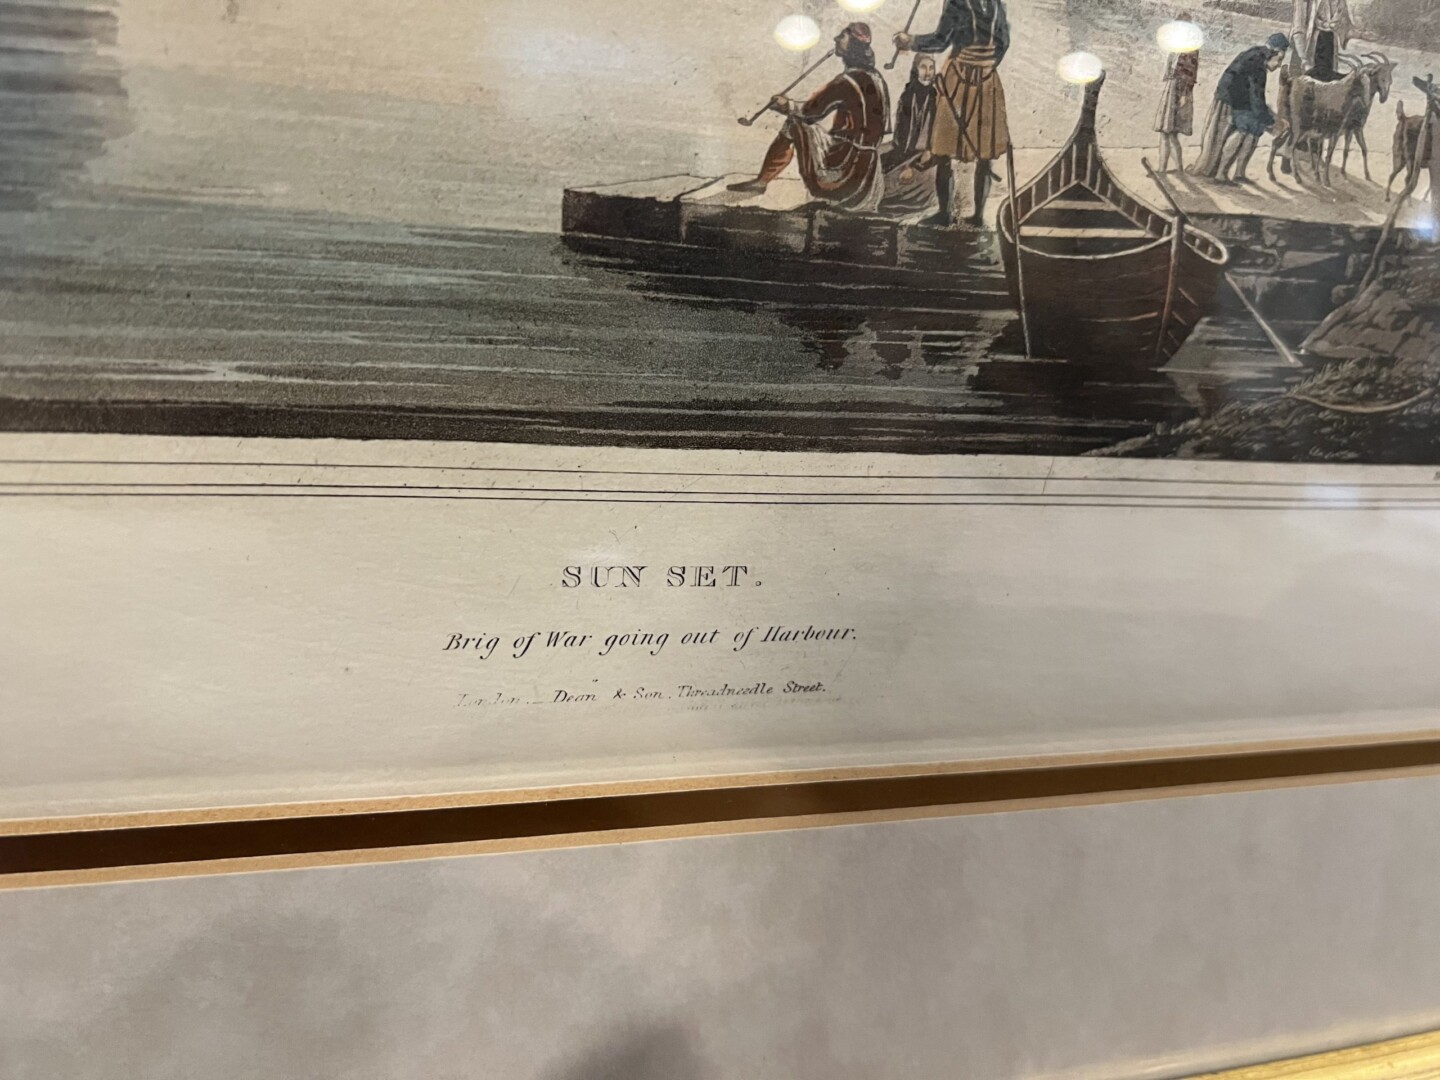 SUN SET.
Brig of War going out of Harbour.
London. Dean & Son. Threadneedle Street.